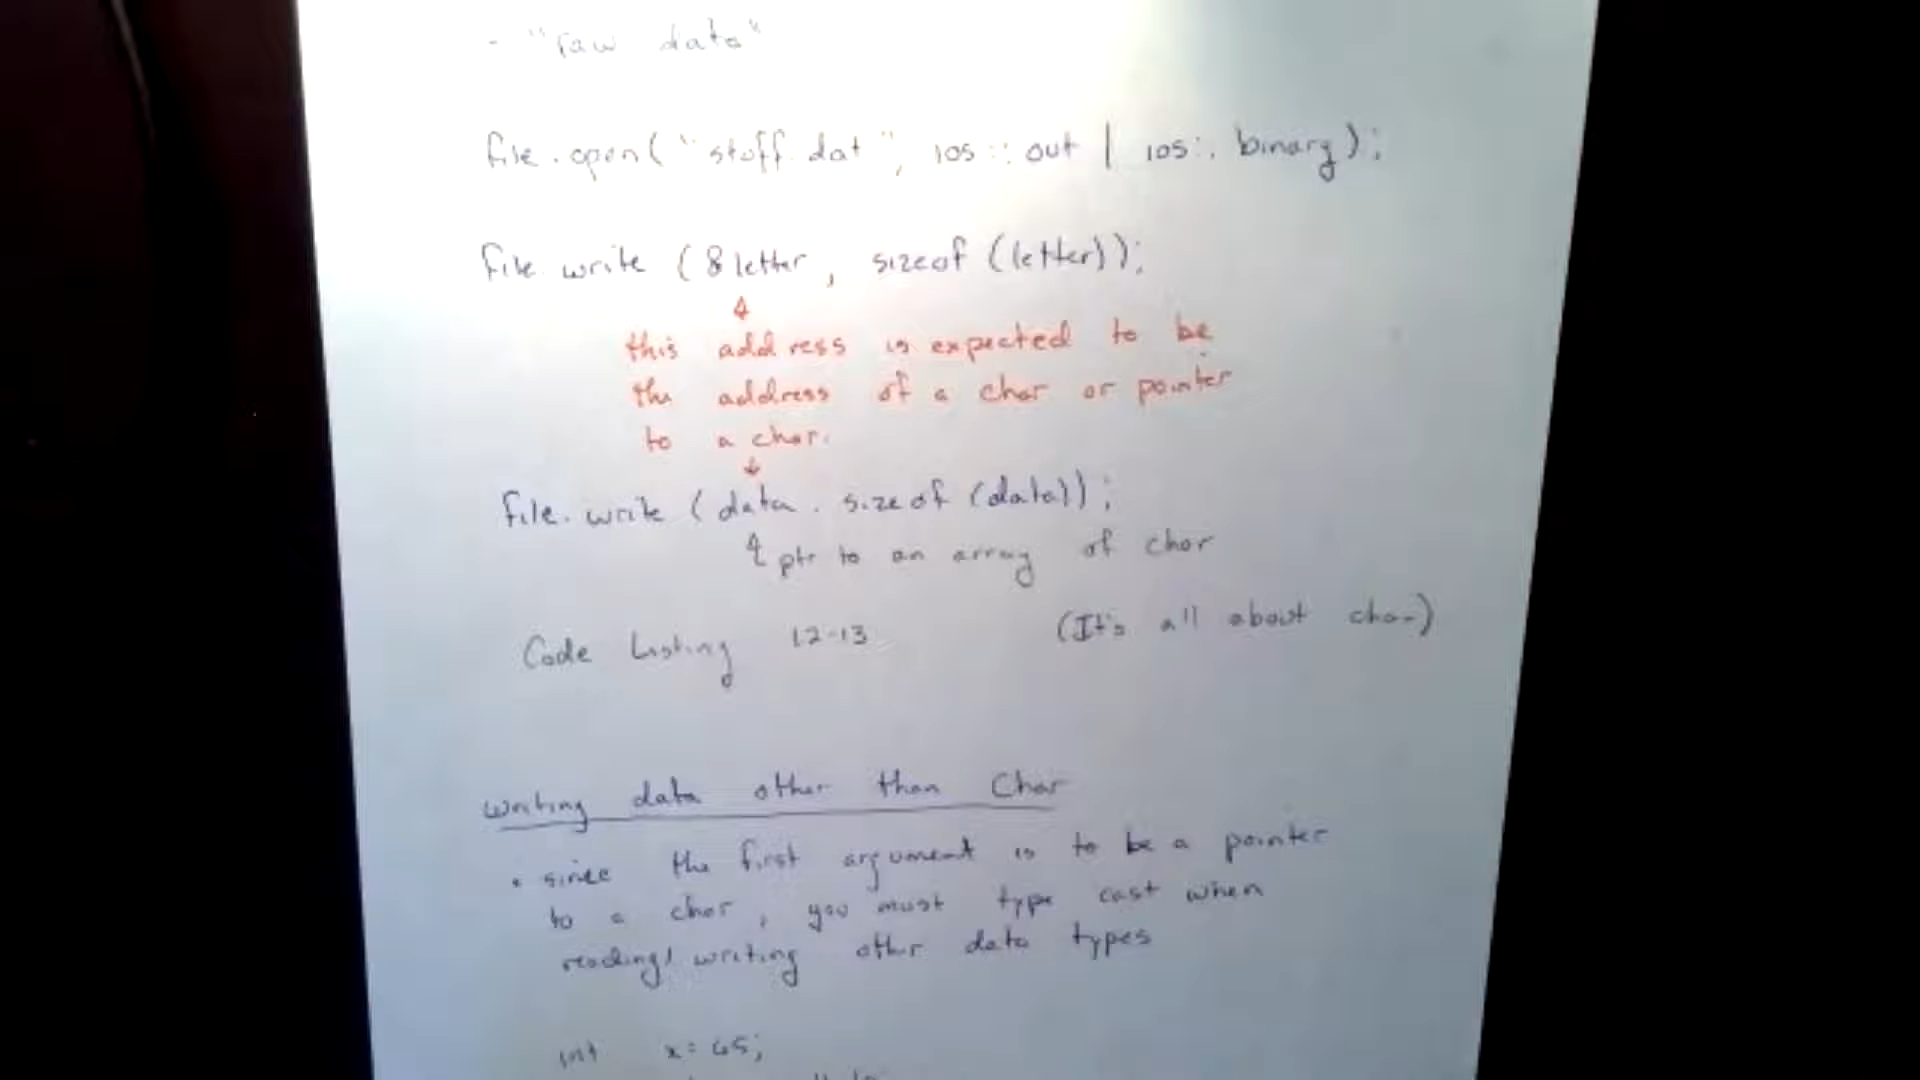 - "raw data"
file.open( "stuff.dat", ios::out | ios::binary);
file.write (&letter, sizeof (letter));
this address is expected to be
the address of a char or pointer
to a char.
file.write (data, sizeof (data));
ptr to an array of char
Code Listing 12-13 (It's all about char)
Writing data other than Char
• since the first argument is to be a pointer
to a char, you must type cast when
reading/writing other data types
int x = 65;